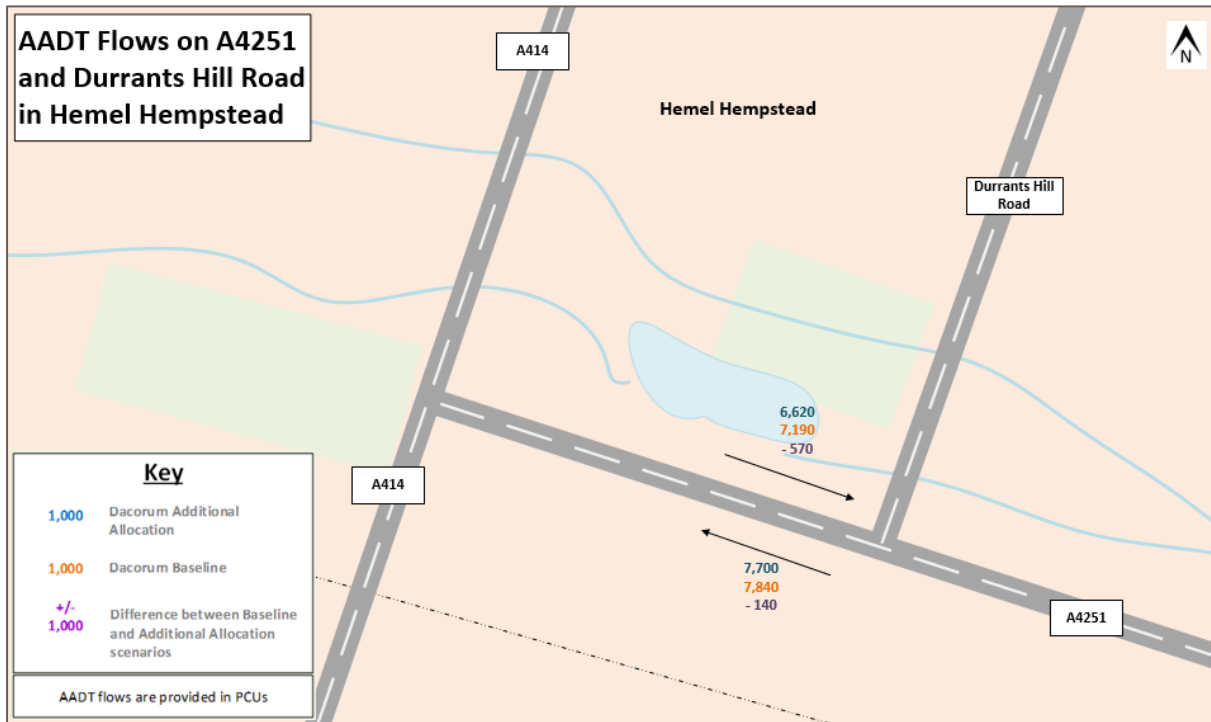 AADT Flows on A4251
and Durrants Hill Road
in Hemel Hempstead
A414
N
Hemel Hempstead
Durrants Hill
Road
6,620
7,190
- 570
A414
7,700
7,840
- 140
A4251
Key
1,000 Dacorum Additional
Allocation
1,000 Dacorum Baseline
+/-
1,000 Difference between Baseline
and Additional Allocation
scenarios
AADT flows are provided in PCUs